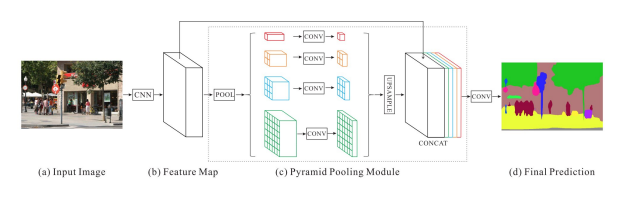 CNN
POOL
CONV
CONV
CONV
CONV
UPSAMPLE
CONCAT
CONV
(a) Input Image
(b) Feature Map
(c) Pyramid Pooling Module
(d) Final Prediction